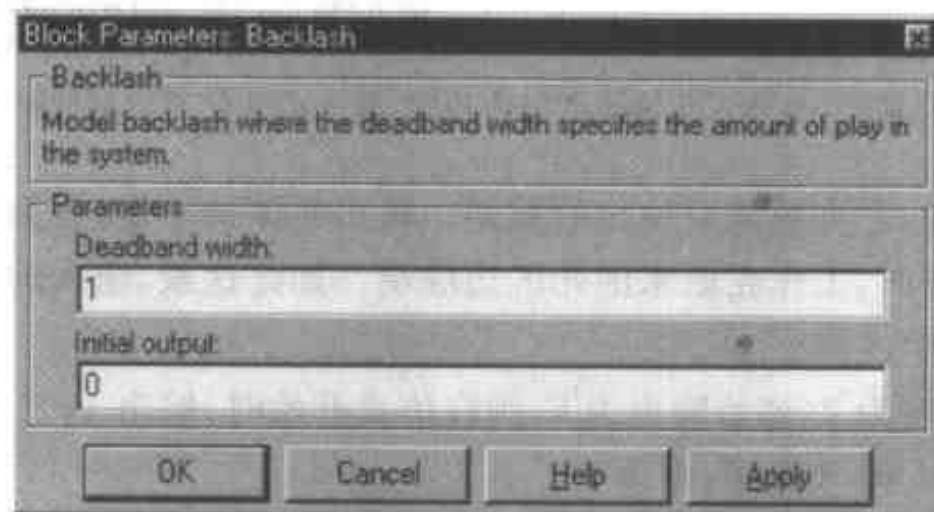 Block Parameters: Backlash
Backlash
Model backlash where the deadband width specifies the amount of play in
the system.
Parameters
Deadband width:
1
Initial output:
0
OK
Cancel
Help
Apply